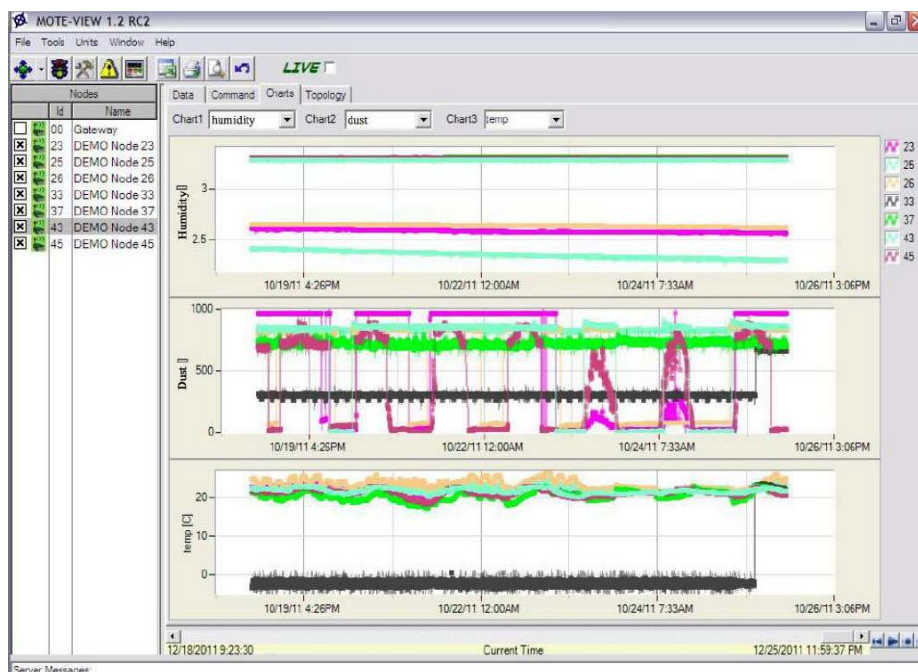 MOTE-VIEW 1.2 RC2
File Tools Units Window Help
LIVE
Nodes
Id Name
00 Gateway
23 DEMO Node 23
25 DEMO Node 25
26 DEMO Node 26
33 DEMO Node 33
37 DEMO Node 37
43 DEMO Node 43
45 DEMO Node 45
Data Command Charts Topology
Chart1 humidity Chart2 dust Chart3 temp
Humidity[]
3
2.5
10/19/11 4:26PM 10/22/11 12:00AM 10/24/11 7:33AM 10/26/11 3:06PM
23
25
26
33
37
43
45
Dust []
1000
500
0
10/19/11 4:26PM 10/22/11 12:00AM 10/24/11 7:33AM 10/26/11 3:06PM
temp [C]
20
10
0
10/19/11 4:26PM 10/22/11 12:00AM 10/24/11 7:33AM 10/26/11 3:06PM
12/18/2011 9:23:30 Current Time 12/25/2011 11:59:37 PM
Server Messages: